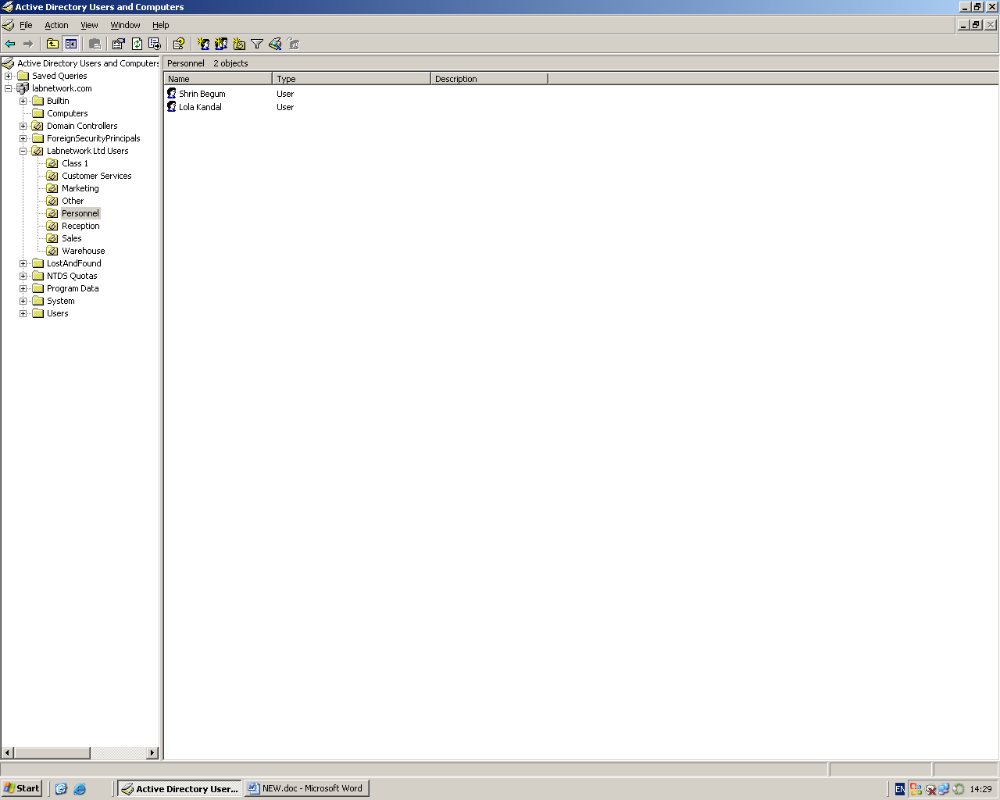 Active Directory Users and Computers
File Action View Window Help
Active Directory Users and Computers
Saved Queries
labnetwork.com
Builtin
Computers
Domain Controllers
ForeignSecurityPrincipals
Labnetwork Ltd Users
Class 1
Customer Services
Marketing
Other
Personnel
Reception
Sales
Warehouse
LostAndFound
NTDS Quotas
Program Data
System
Users
Personnel 2 objects
Name Type Description
Shrin Begum User
Lola Kandal User
Start Active Directory User... NEW.doc - Microsoft Word EN 14:29